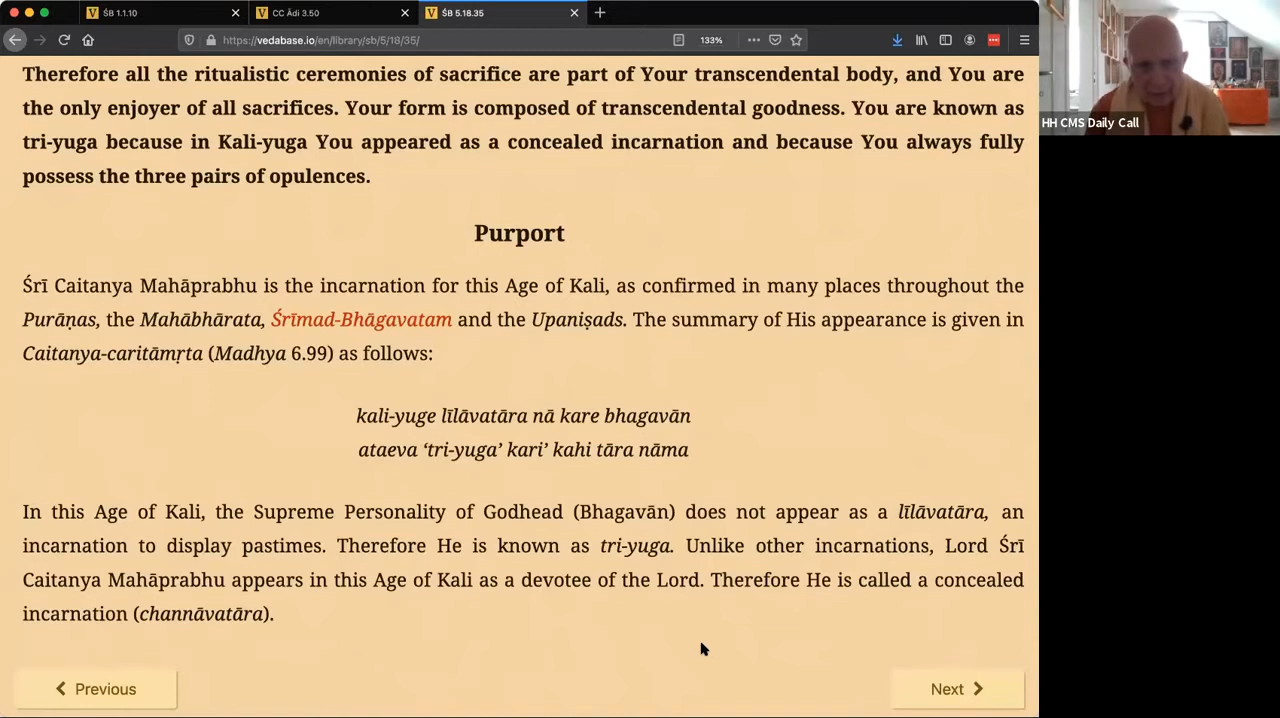 ŚB 1.1.10
CC Ādi 3.50
ŚB 5.18.35
https://vedabase.io/en/library/sb/5/18/35/
133%
Therefore all the ritualistic ceremonies of sacrifice are part of Your transcendental body, and You are
the only enjoyer of all sacrifices. Your form is composed of transcendental goodness. You are known as
tri-yuga because in Kali-yuga You appeared as a concealed incarnation and because You always fully
possess the three pairs of opulences.
Purport
Śrī Caitanya Mahāprabhu is the incarnation for this Age of Kali, as confirmed in many places throughout the
Purāṇas, the Mahābhārata, Śrīmad-Bhāgavatam and the Upaniṣads. The summary of His appearance is given in
Caitanya-caritāmṛta (Madhya 6.99) as follows:
kali-yuge līlāvatāra nā kare bhagavān
ataeva ‘tri-yuga’ kari’ kahi tāra nāma
In this Age of Kali, the Supreme Personality of Godhead (Bhagavān) does not appear as a līlāvatāra, an
incarnation to display pastimes. Therefore He is known as tri-yuga. Unlike other incarnations, Lord Śrī
Caitanya Mahāprabhu appears in this Age of Kali as a devotee of the Lord. Therefore He is called a concealed
incarnation (channāvatāra).
Previous
Next
HH CMS Daily Call